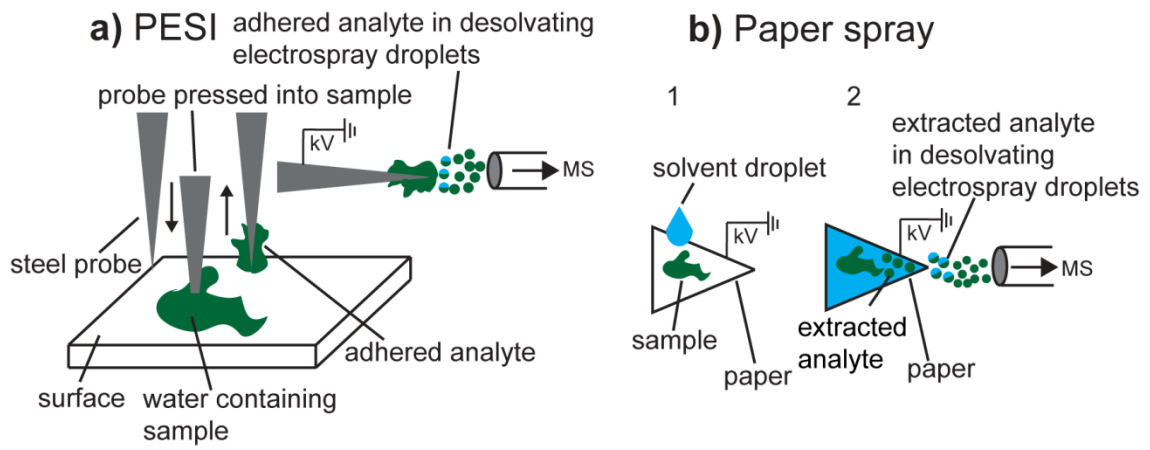 a) PESI
adhered analyte in desolvating
electrospray droplets
probe pressed into sample
kV
MS
steel probe
adhered analyte
surface
water containing
sample
b) Paper spray
1
2
solvent droplet
extracted analyte
in desolvating
electrospray droplets
kV
kV
MS
sample
extracted
analyte
paper
paper